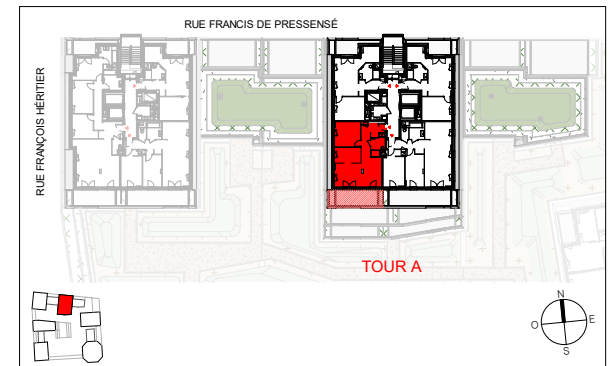 RUE FRANCIS DE PRESSENSÉ
RUE FRANÇOIS HÉRITIER
TOUR A
N
O
E
S